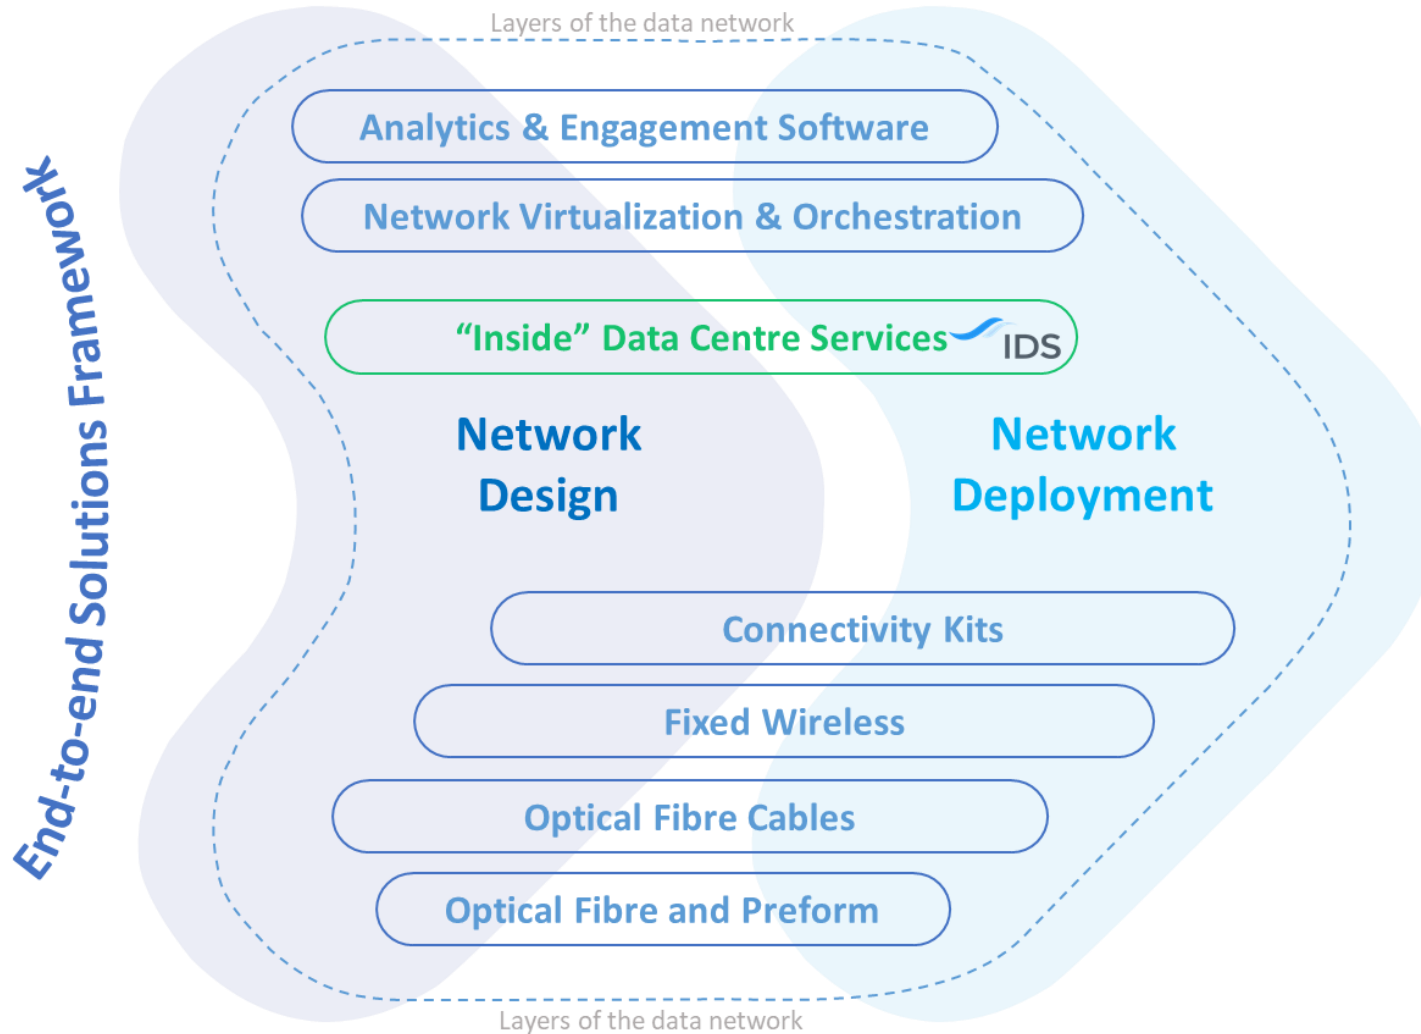 Layers of the data network
End-to-end Solutions Framework
Analytics & Engagement Software
Network Virtualization & Orchestration
“Inside” Data Centre Services IDS
Network
Design
Network
Deployment
Connectivity Kits
Fixed Wireless
Optical Fibre Cables
Optical Fibre and Preform
Layers of the data network